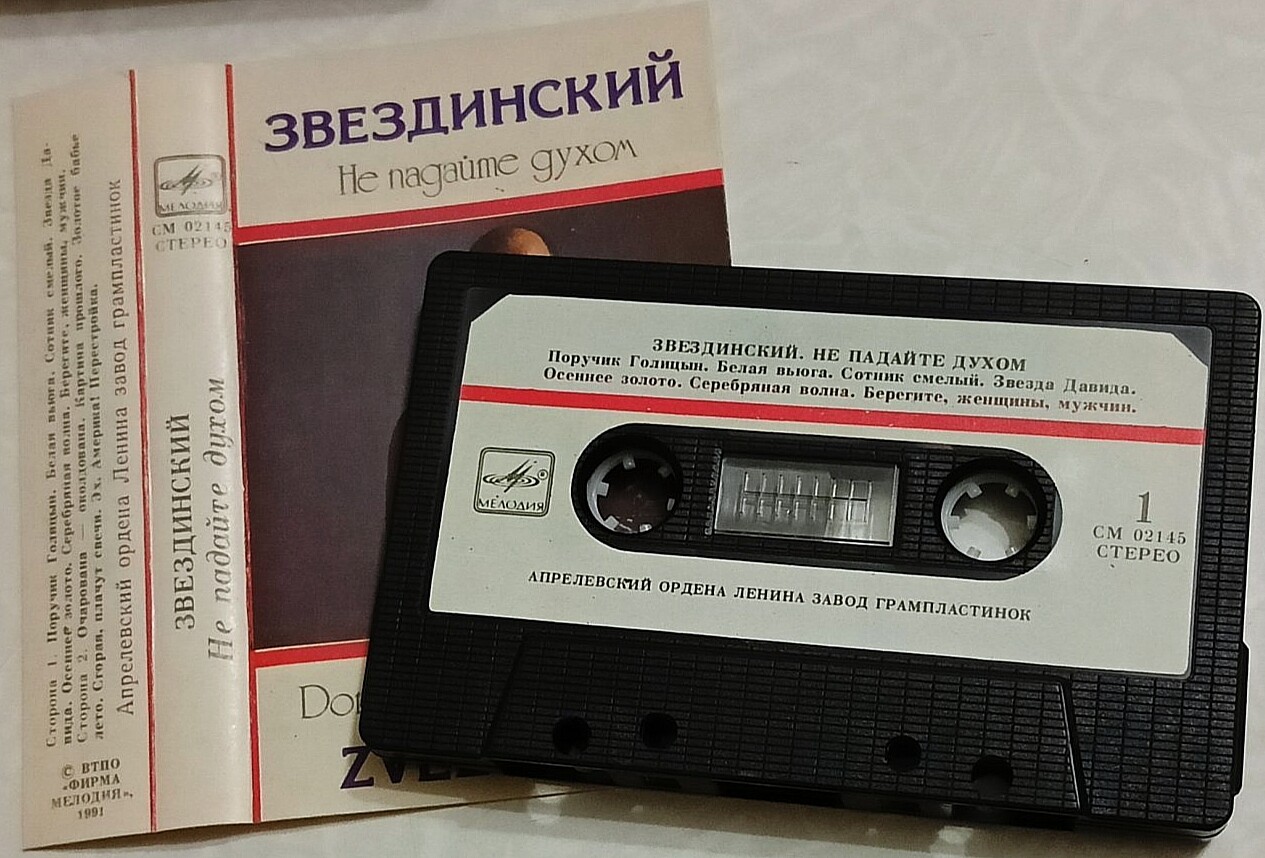 ЗВЕЗДИНСКИЙ
Не падайте духом
Сторона 1. Поручик Голицын. Белая вьюга. Сотник смелый. Звезда Да-
вида. Осеннее золото. Серебряная волна. Берегите, женщины, мужчин.
Сторона 2. Очарована — околдована. Картина прошлого. Золотое бабье
лето. Сгорая, плачут свечи. Эх, Америка! Перестройка.
Апрелевский ордена Ленина завод грампластинок
© ВТПО
«ФИРМА
МЕЛОДИЯ»,
1991
МЕЛОДИЯ
СМ 02145
СТЕРЕО
ЗВЕЗДИНСКИЙ
Не падайте духом
ЗВЕЗДИНСКИЙ. НЕ ПАДАЙТЕ ДУХОМ
Поручик Голицын. Белая вьюга. Сотник смелый. Звезда Давида.
Осеннее золото. Серебряная волна. Берегите, женщины, мужчин.
МЕЛОДИЯ
1
СМ 02145
СТЕРЕО
АПРЕЛЕВСКИЙ ОРДЕНА ЛЕНИНА ЗАВОД ГРАМПЛАСТИНОК